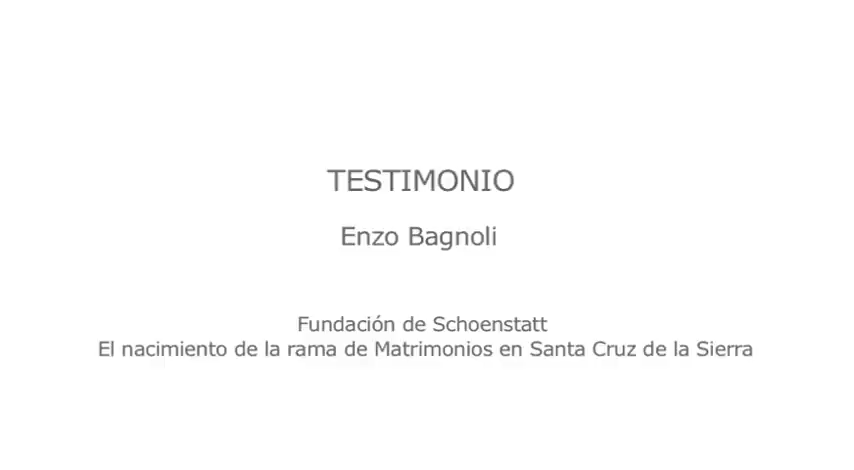 TESTIMONIO
Enzo Bagnoli
Fundación de Schoenstatt
El nacimiento de la rama de Matrimonios en Santa Cruz de la Sierra